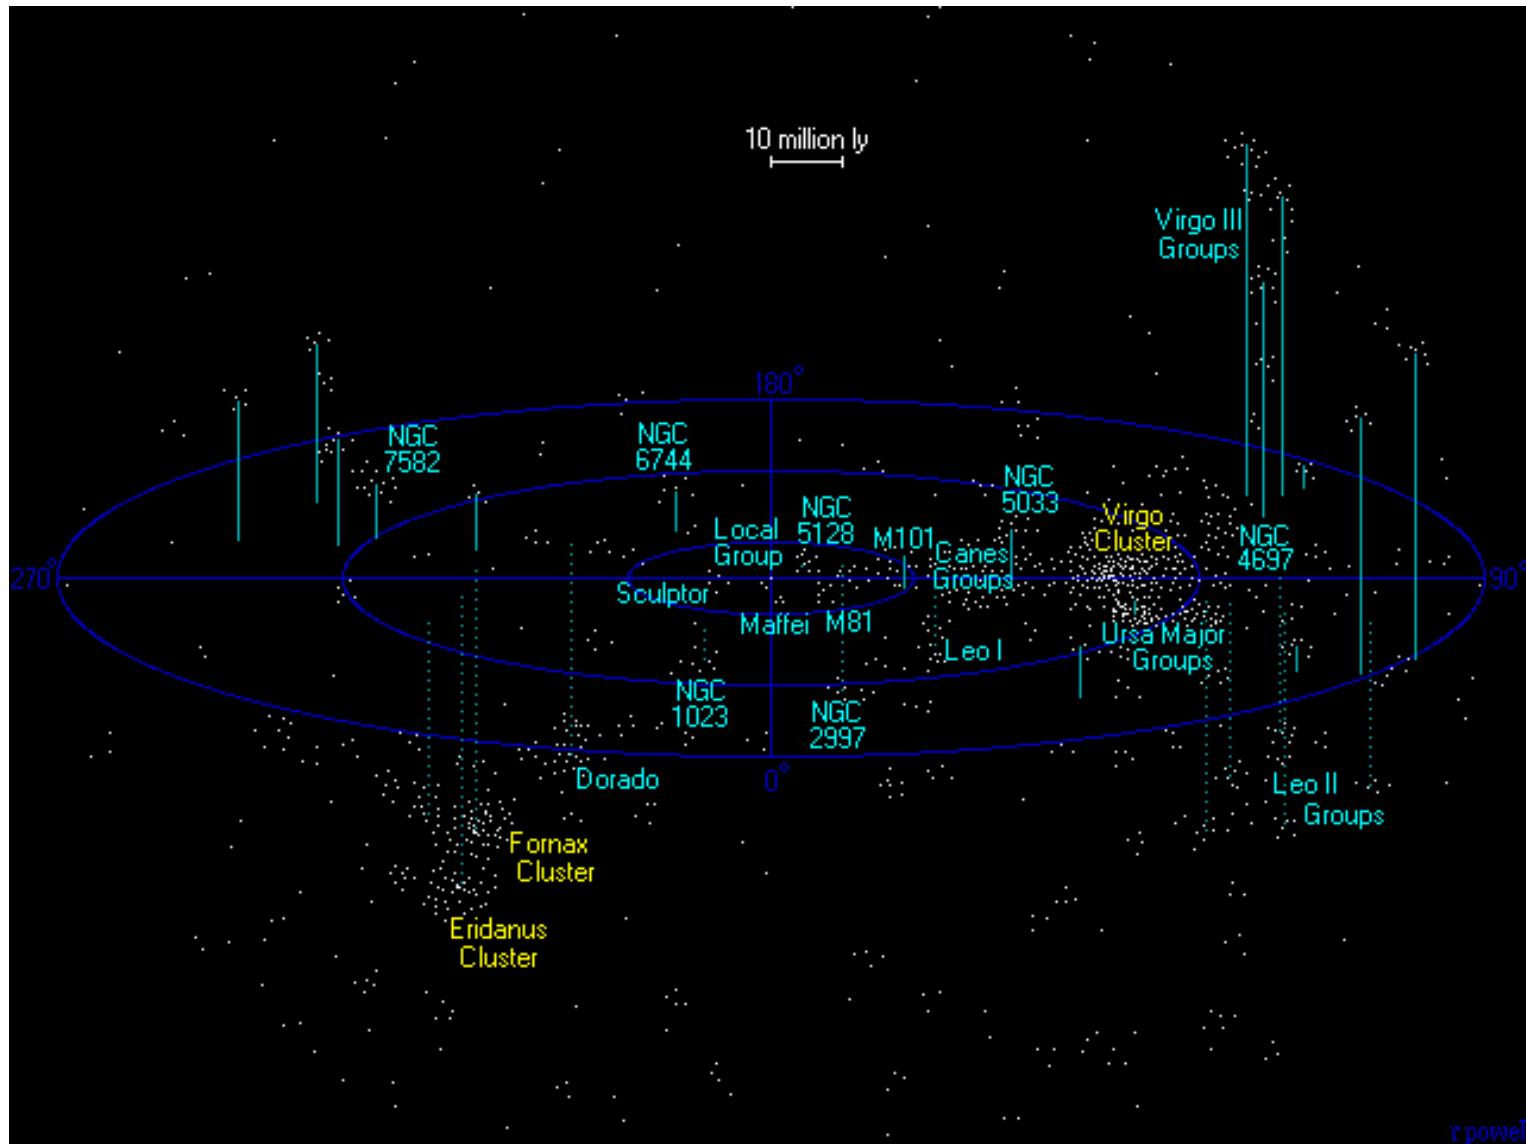 10 million ly
Virgo III
Groups
180°
NGC
7582
NGC
6744
NGC
5033
NGC
5128
Local
Group
M101
Canes
Groups
Virgo
Cluster
NGC
4697
270°
90°
Sculptor
Maffei
M81
Leo I
Ursa Major
Groups
NGC
1023
NGC
2997
Dorado
0°
Leo II
Groups
Fornax
Cluster
Eridanus
Cluster
r powel